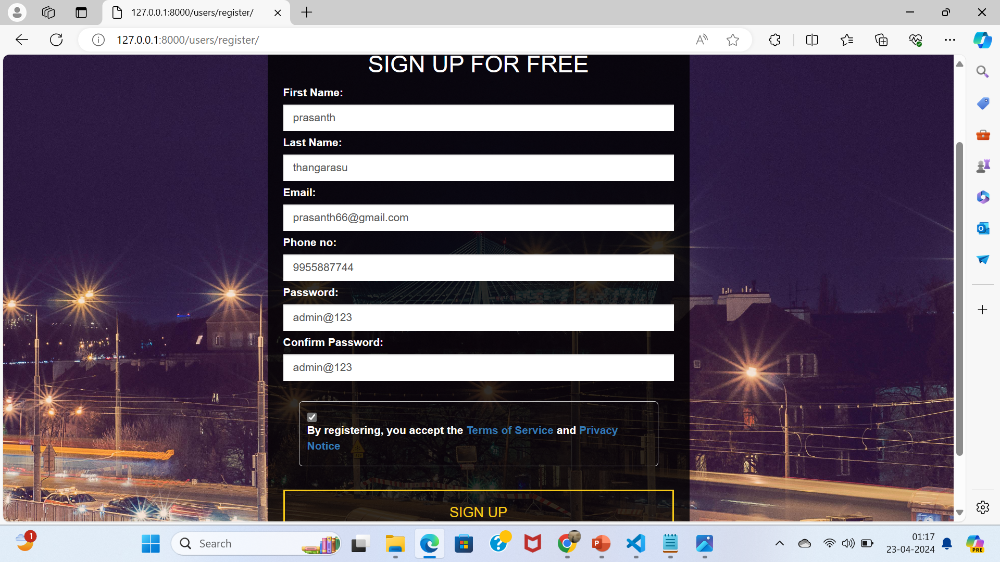 127.0.0.1:8000/users/register/
127.0.0.1:8000/users/register/
SIGN UP FOR FREE
First Name:
prasanth
Last Name:
thangarasu
Email:
prasanth66@gmail.com
Phone no:
9955887744
Password:
admin@123
Confirm Password:
admin@123
By registering, you accept the Terms of Service and Privacy
Notice
SIGN UP
1
Search
01:17
23-04-2024
PRE